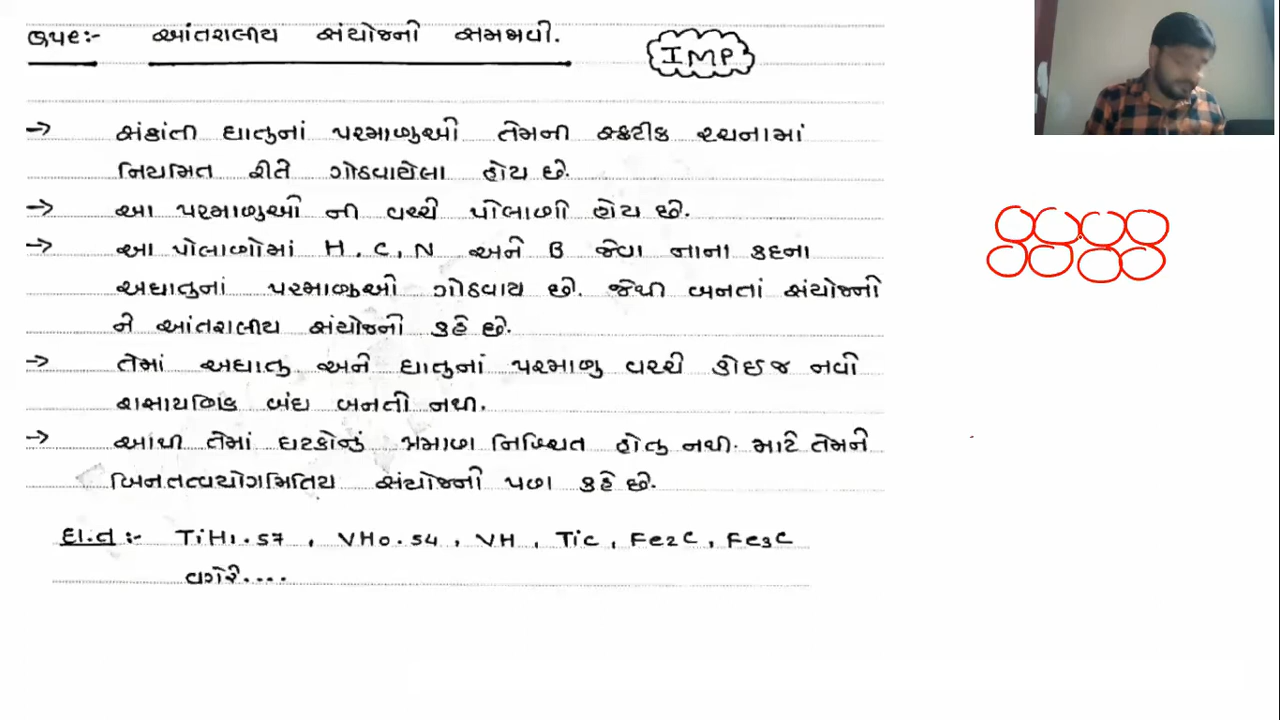 આંતરાલીય સંયોજનો સમજાવો.
IMP
→ સંક્રાંતિ ધાતુનાં પરમાણુઓ તેમની સ્ફટીક રચનામાં
નિયમિત રીતે ગોઠવાયેલા હોય છે.
→ આ પરમાણુઓ ની વચ્ચે પોલાણો હોય છે.
→ આ પોલાણોમાં H, C, N અને B જેવા નાના કદના
અધાતુનાં પરમાણુઓ ગોઠવાય છે. જેથી બનતાં સંયોજનો
ને આંતરાલીય સંયોજનો કહે છે.
→ તેમાં અધાતુ અને ધાતુનાં પરમાણુ વચ્ચે કોઈજ નવો
રાસાયણિક બંધ બનતો નથી.
→ આથી તેમાં ઘટકોનું પ્રમાણ નિશ્ચિત હોતુ નથી. માટે તેમને
બિનતત્વયોગમિતિય સંયોજનો પણ કહે છે.
દા.ત :- TiH1.57 , VH0.54 , VH , Tic , Fe2C , Fe3C
વગેરે....